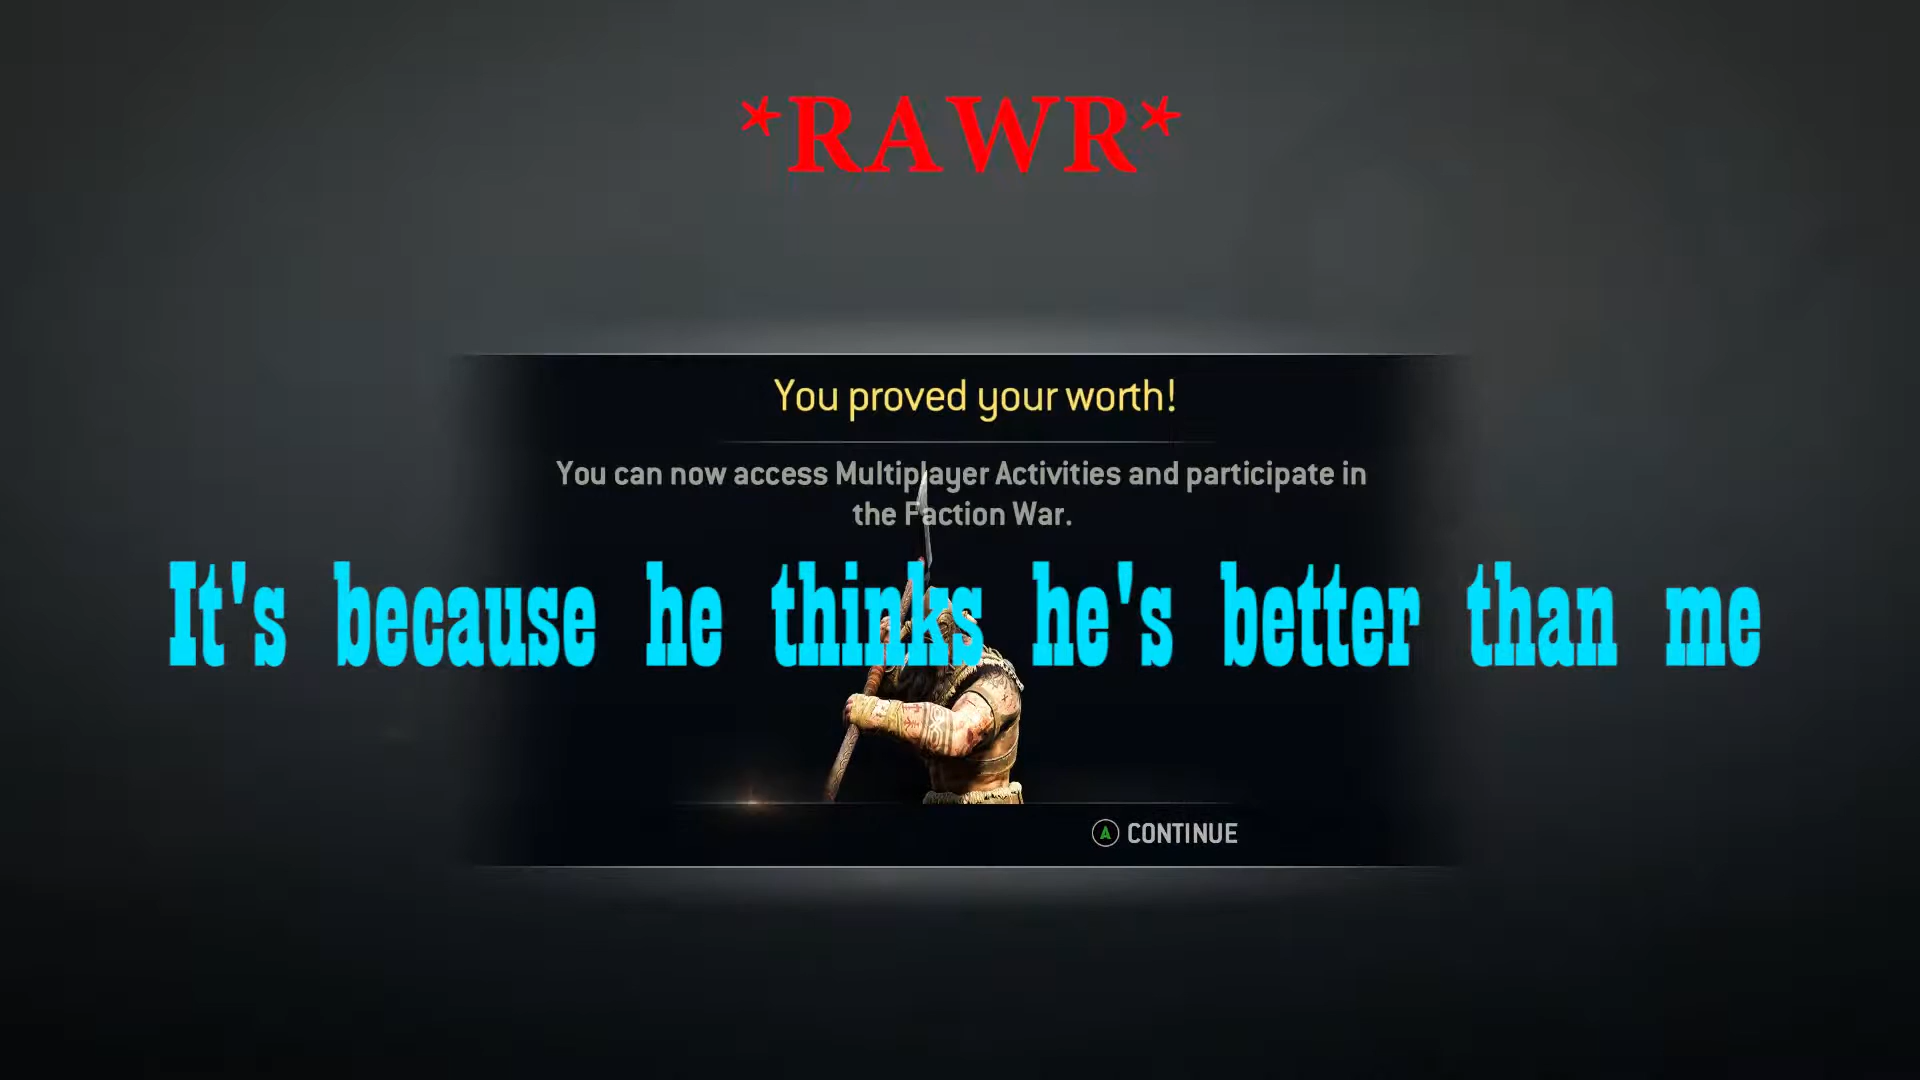 *RAWR*
You proved your worth!
You can now access Multiplayer Activities and participate in
the Faction War.
It's because he thinks he's better than me
A CONTINUE